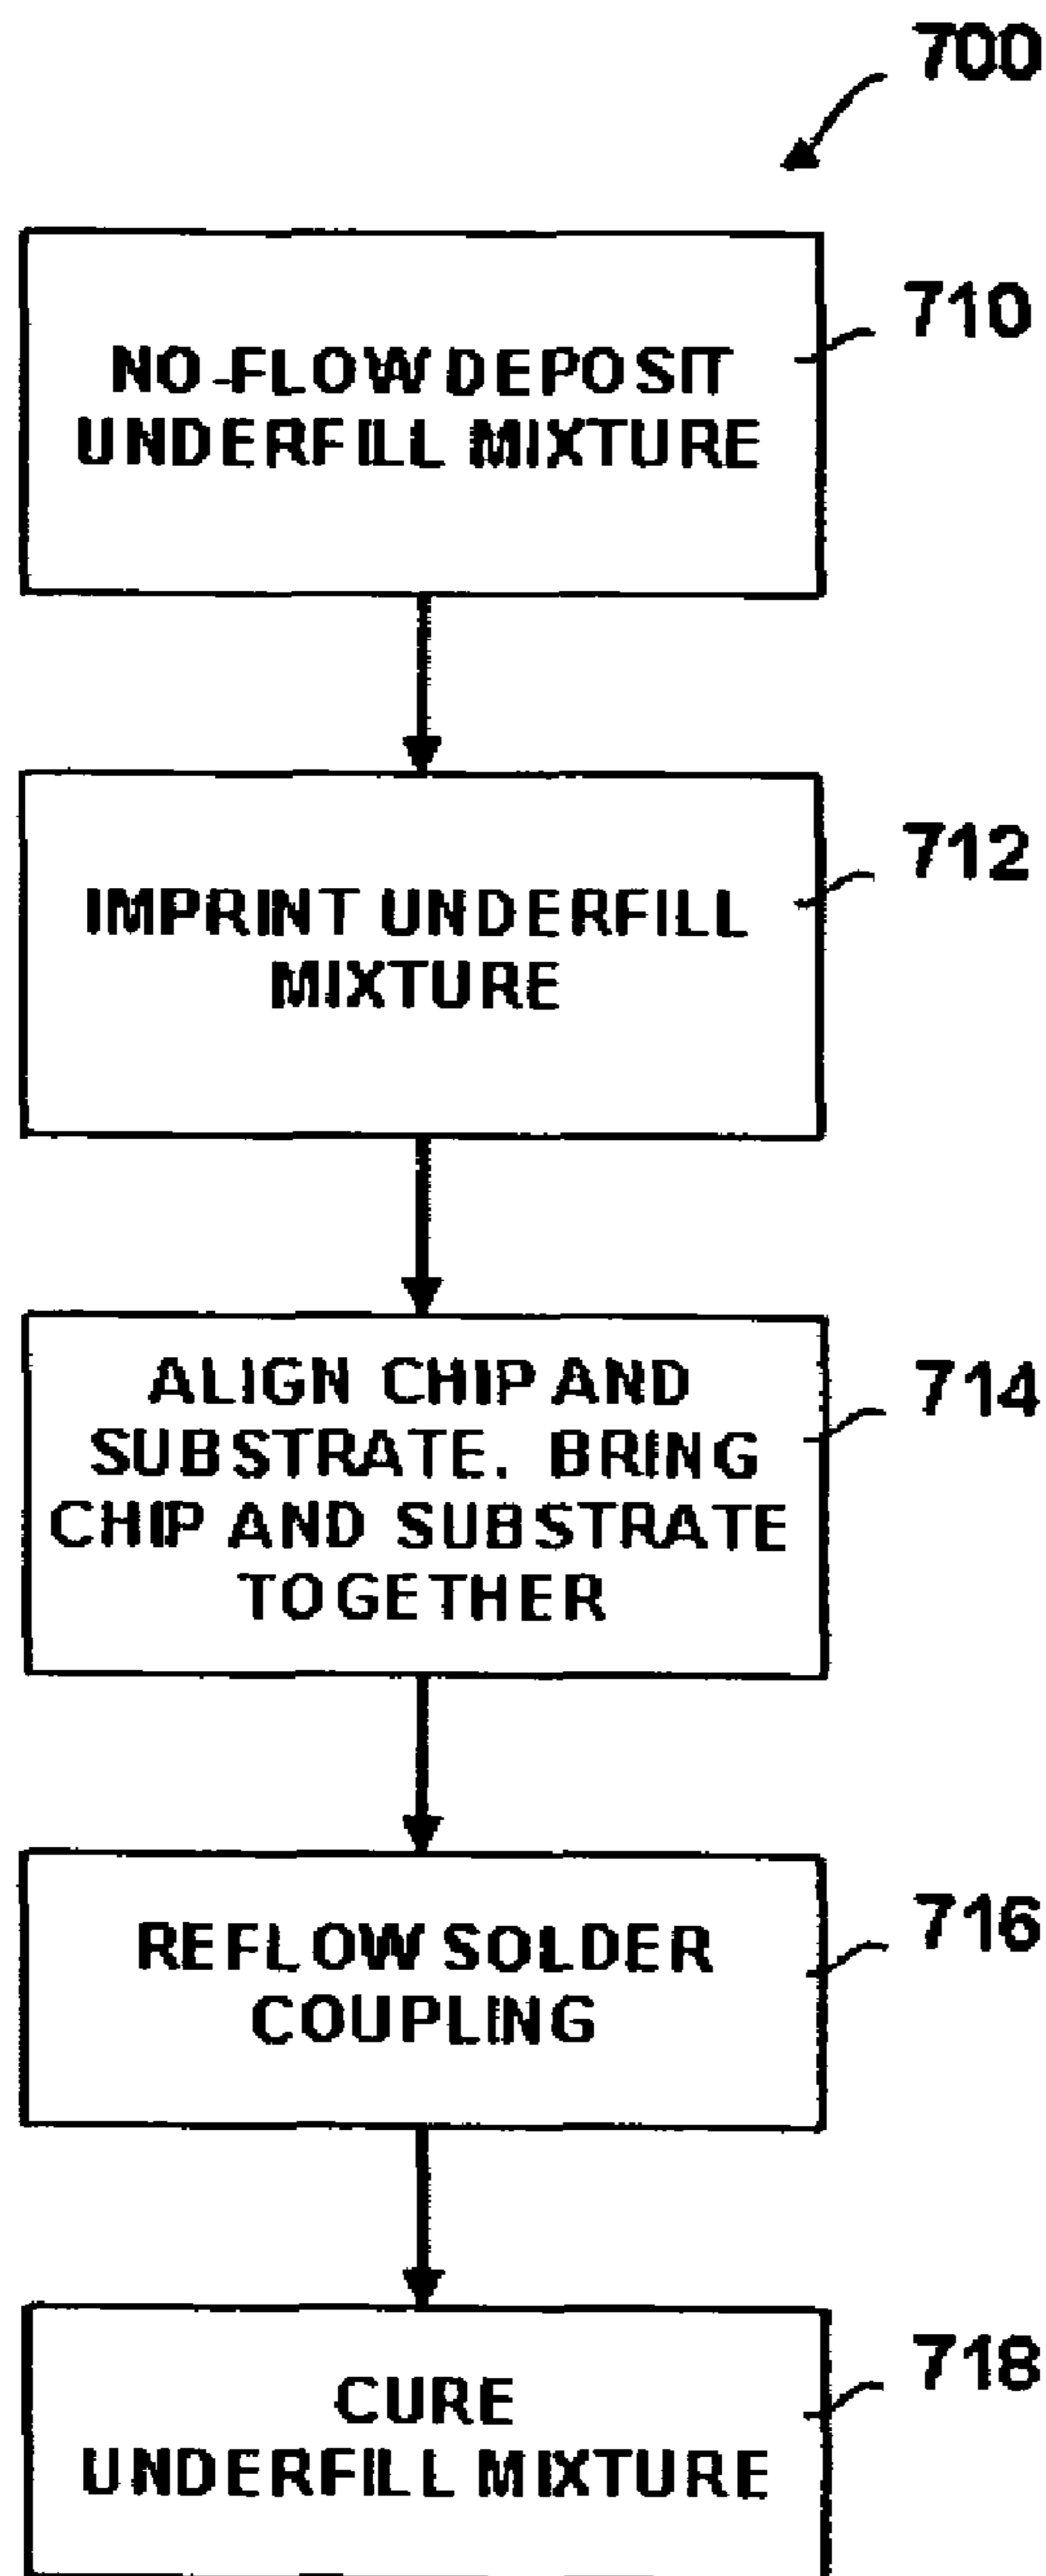 700
710
NO-FLOW DEPOSIT
UNDERFILL MIXTURE
712
IMPRINT UNDERFILL
MIXTURE
714
ALIGN CHIP AND
SUBSTRATE. BRING
CHIP AND SUBSTRATE
TOGETHER
716
REFLOW SOLDER
COUPLING
718
CURE
UNDERFILL MIXTURE